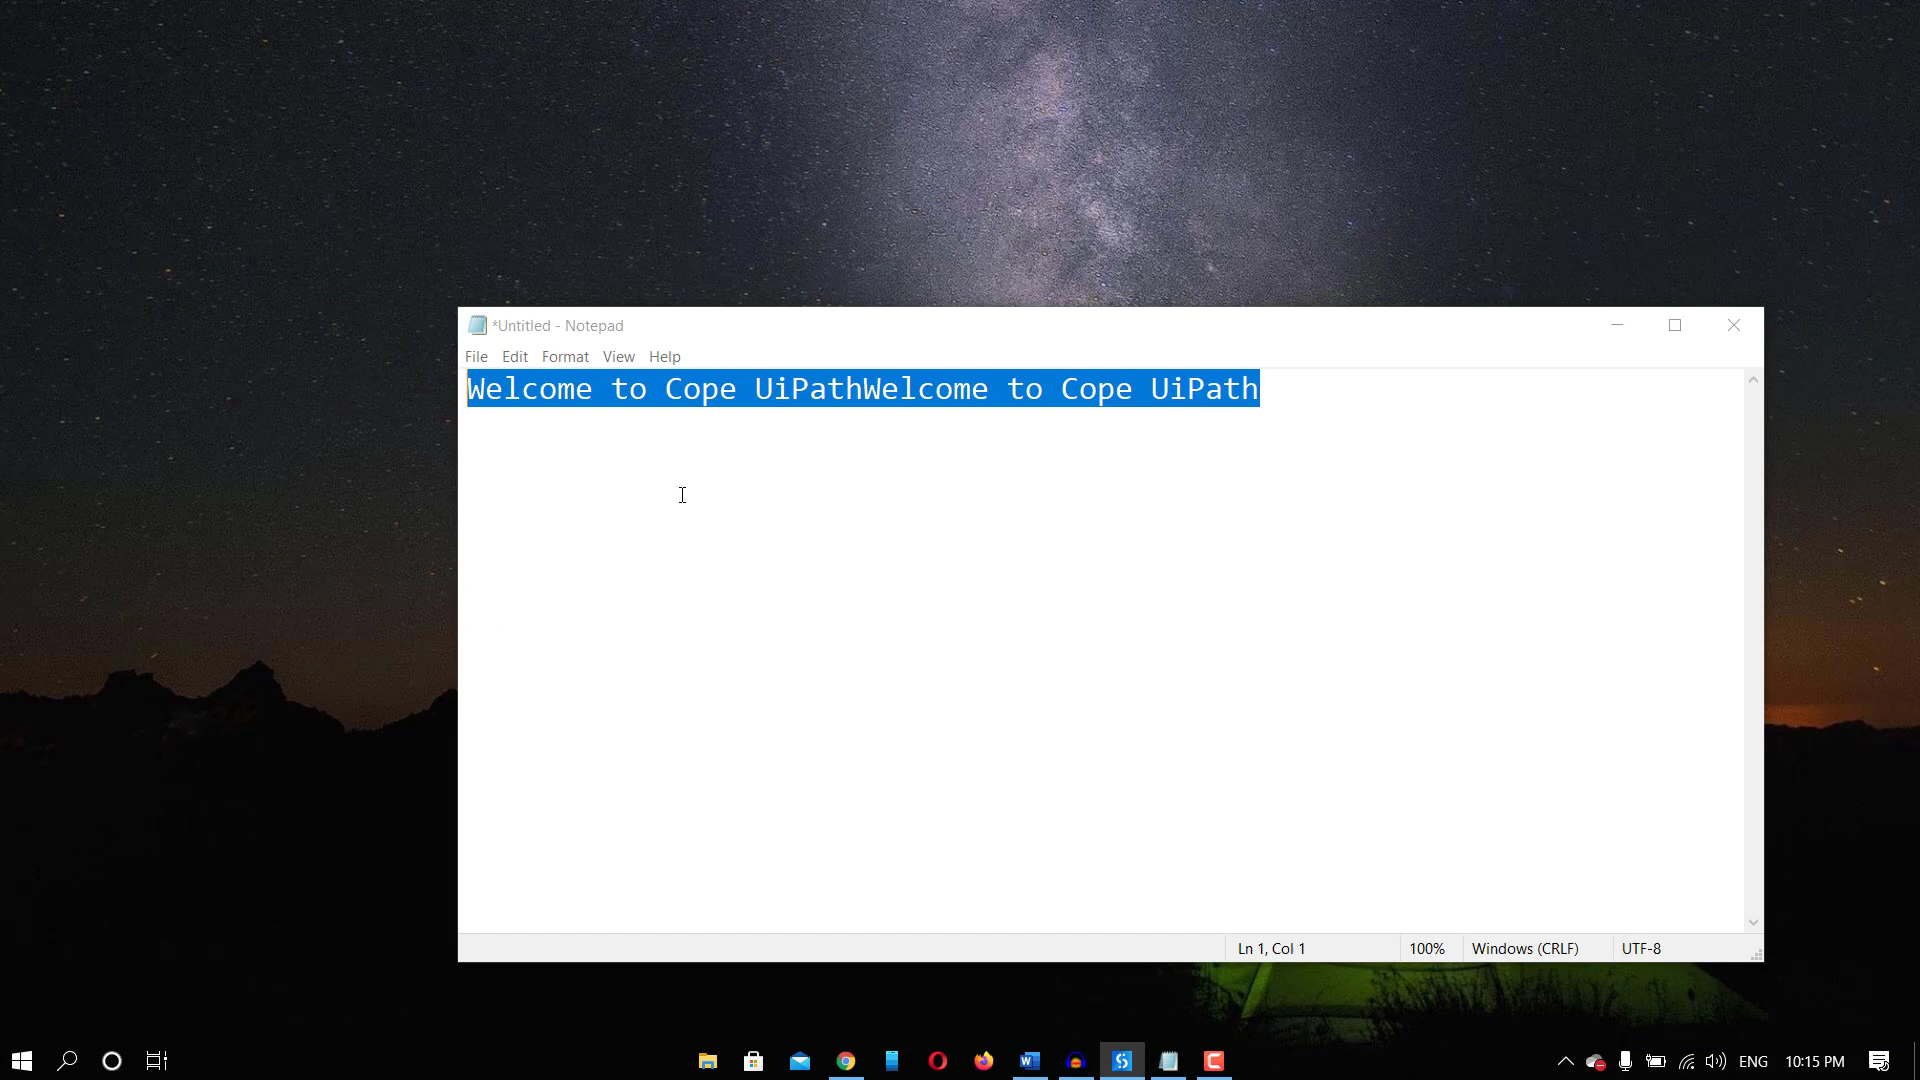 *Untitled - Notepad
File Edit Format View Help
Welcome to Cope UiPathWelcome to Cope UiPath
Ln 1, Col 1 100% Windows (CRLF) UTF-8
ENG 10:15 PM